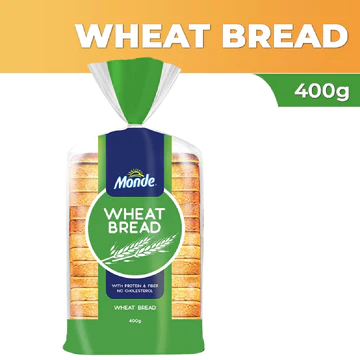 WHEAT BREAD
400g
Monde
WHEAT
BREAD
WITH PROTEIN & FIBER
NO CHOLESTEROL
WHEAT BREAD
400g